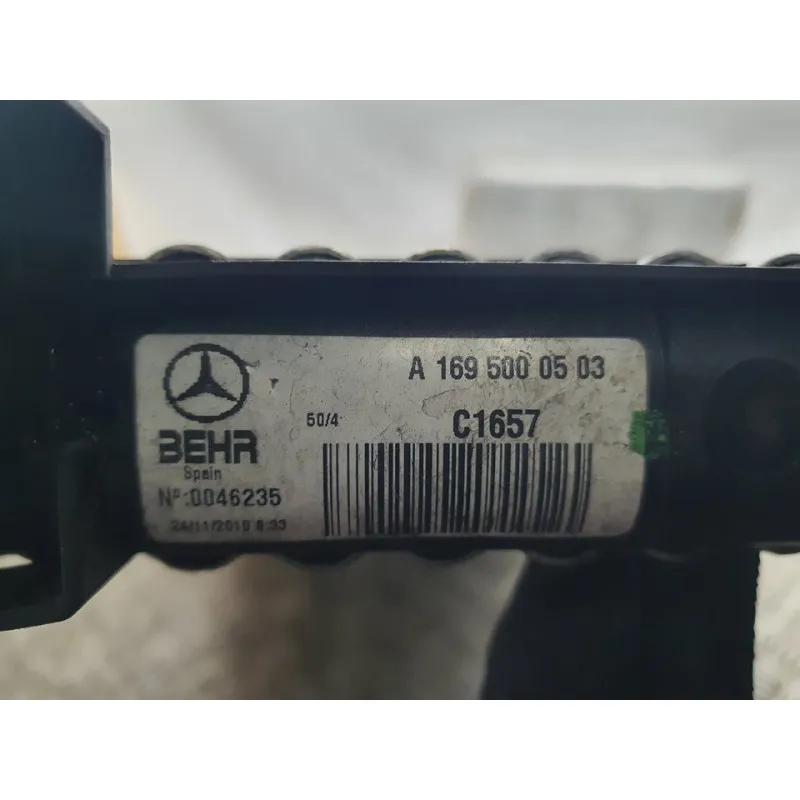 A 169 500 05 03
50/4
C1657
BEHR
Spain
Nº:0046235
24/11/2010 8:33